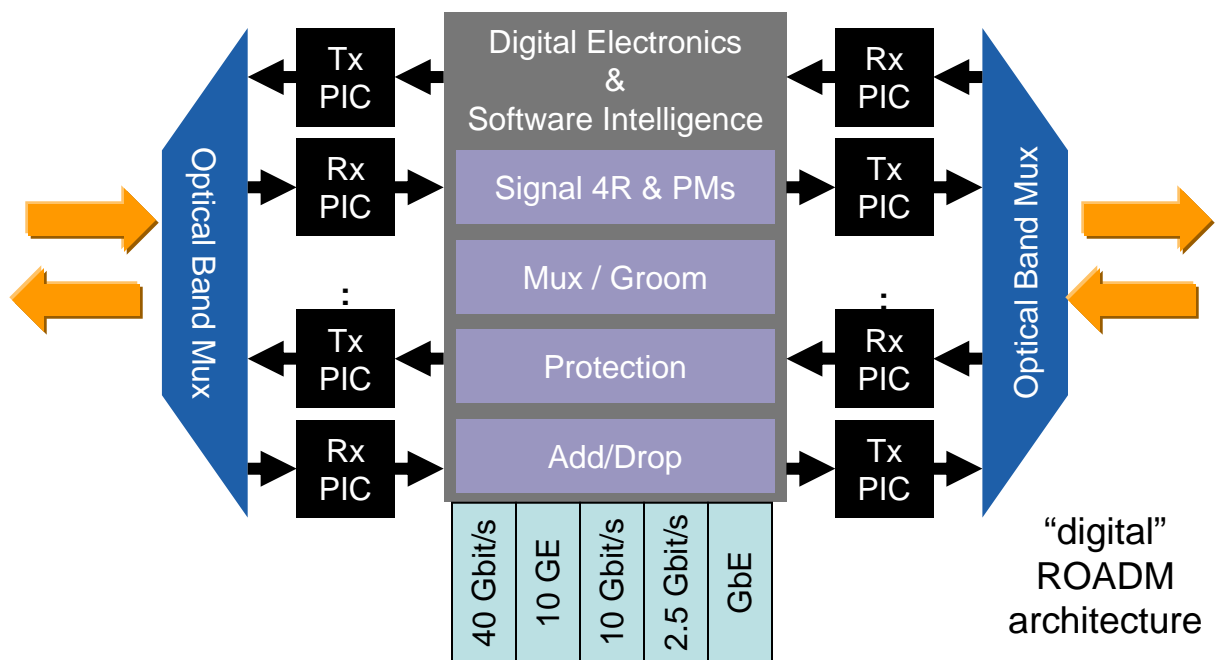 Tx
PIC
Rx
PIC
:
Tx
PIC
Rx
PIC
Optical Band Mux
Digital Electronics
&
Software Intelligence
Signal 4R & PMs
Mux / Groom
Protection
Add/Drop
40 Gbit/s
10 GE
10 Gbit/s
2.5 Gbit/s
GbE
Rx
PIC
Tx
PIC
:
Rx
PIC
Tx
PIC
Optical Band Mux
“digital”
ROADM
architecture